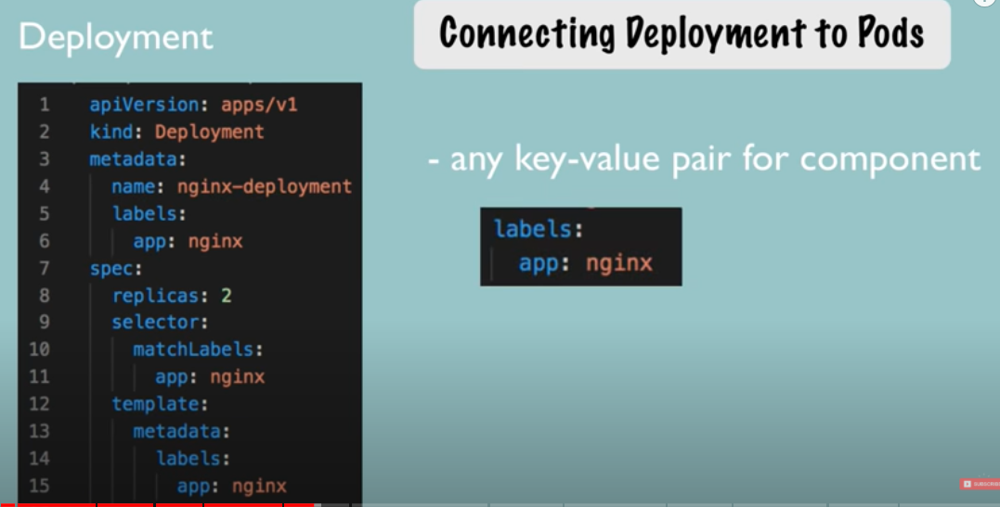 Deployment
Connecting Deployment to Pods
1 apiVersion: apps/v1
2 kind: Deployment
3 metadata:
4 name: nginx-deployment
5 labels:
6 app: nginx
7 spec:
8 replicas: 2
9 selector:
10 matchLabels:
11 app: nginx
12 template:
13 metadata:
14 labels:
15 app: nginx
- any key-value pair for component
labels:
app: nginx
SUBSCRIBE